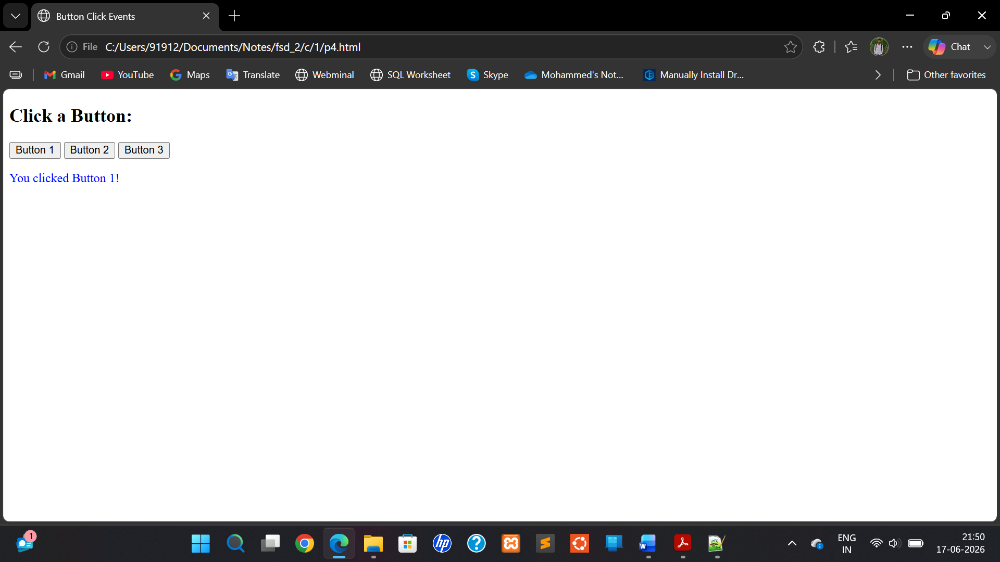 Button Click Events
File C:/Users/91912/Documents/Notes/fsd_2/c/1/p4.html
Chat
Gmail YouTube Maps Translate Webminal SQL Worksheet Skype Mohammed's Not... Manually Install Dr... Other favorites
Click a Button:
Button 1 Button 2 Button 3
You clicked Button 1!
1
hp
ENG
IN
21:50
17-06-2026